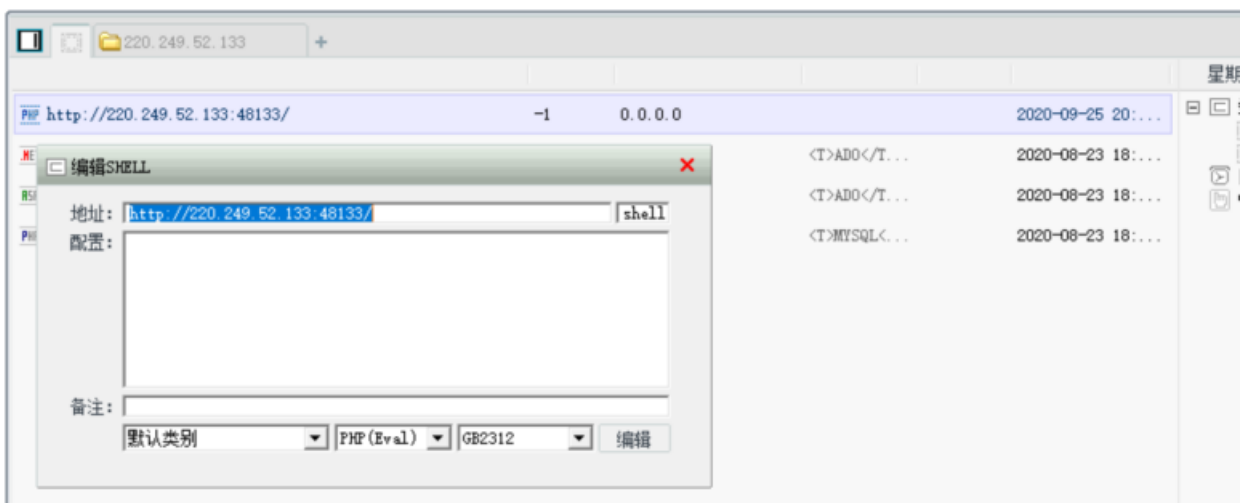 220.249.52.133 +
星期
PHP http://220.249.52.133:48133/ -1 0.0.0.0 2020-09-25 20:...
<T>ADO</T... 2020-08-23 18:...
编辑SHELL
<T>ADO</T... 2020-08-23 18:...
地址: http://220.249.52.133:48133/ shell
配置:
<T>MYSQL<... 2020-08-23 18:...
备注:
默认类别 PHP(Eval) GB2312 编辑